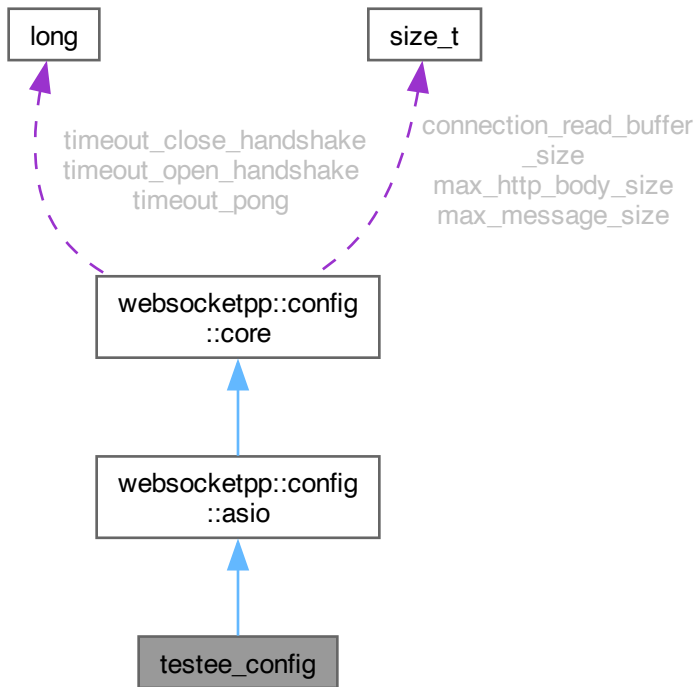 long
size_t
timeout_close_handshake
timeout_open_handshake
timeout_pong
connection_read_buffer
_size
max_http_body_size
max_message_size
websocketpp::config
::core
websocketpp::config
::asio
testee_config